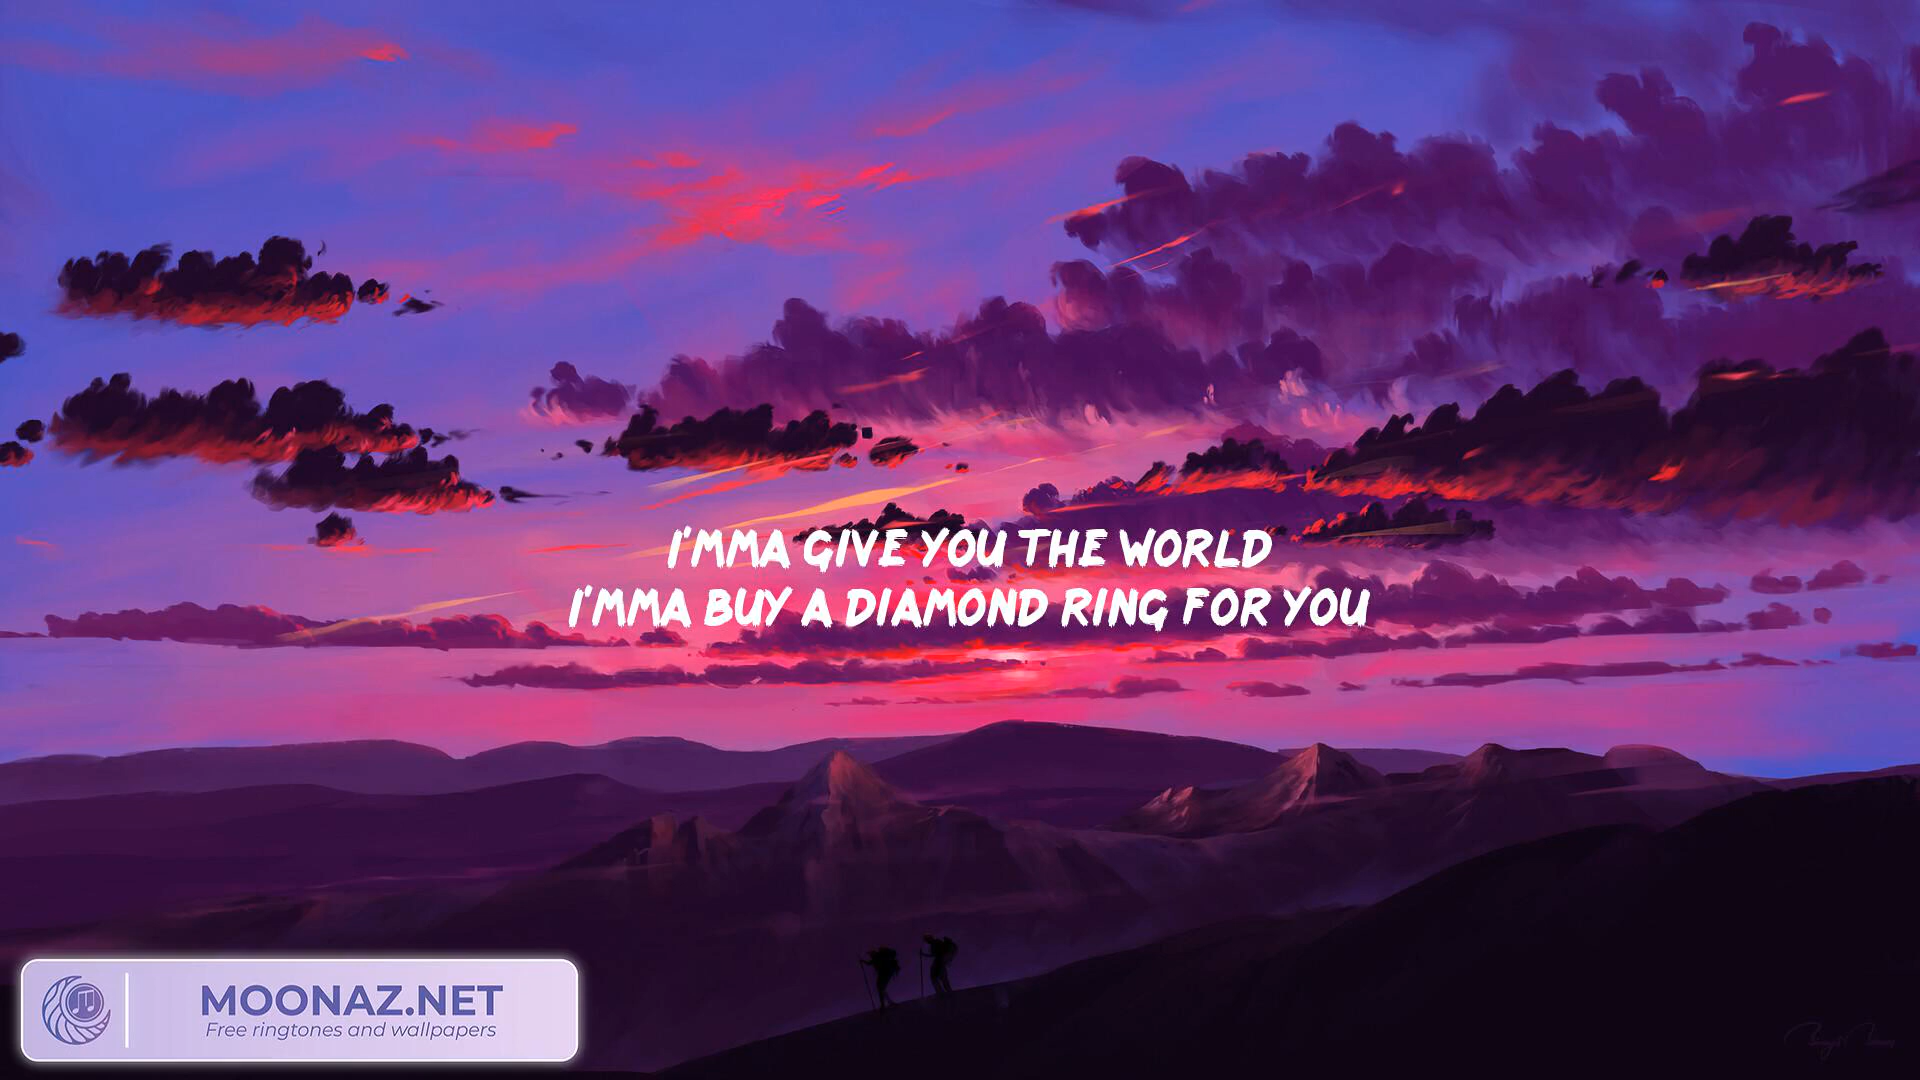 I'MMA GIVE YOU THE WORLD
I'MMA BUY A DIAMOND RING FOR YOU
MOONAZ.NET
Free ringtones and wallpapers